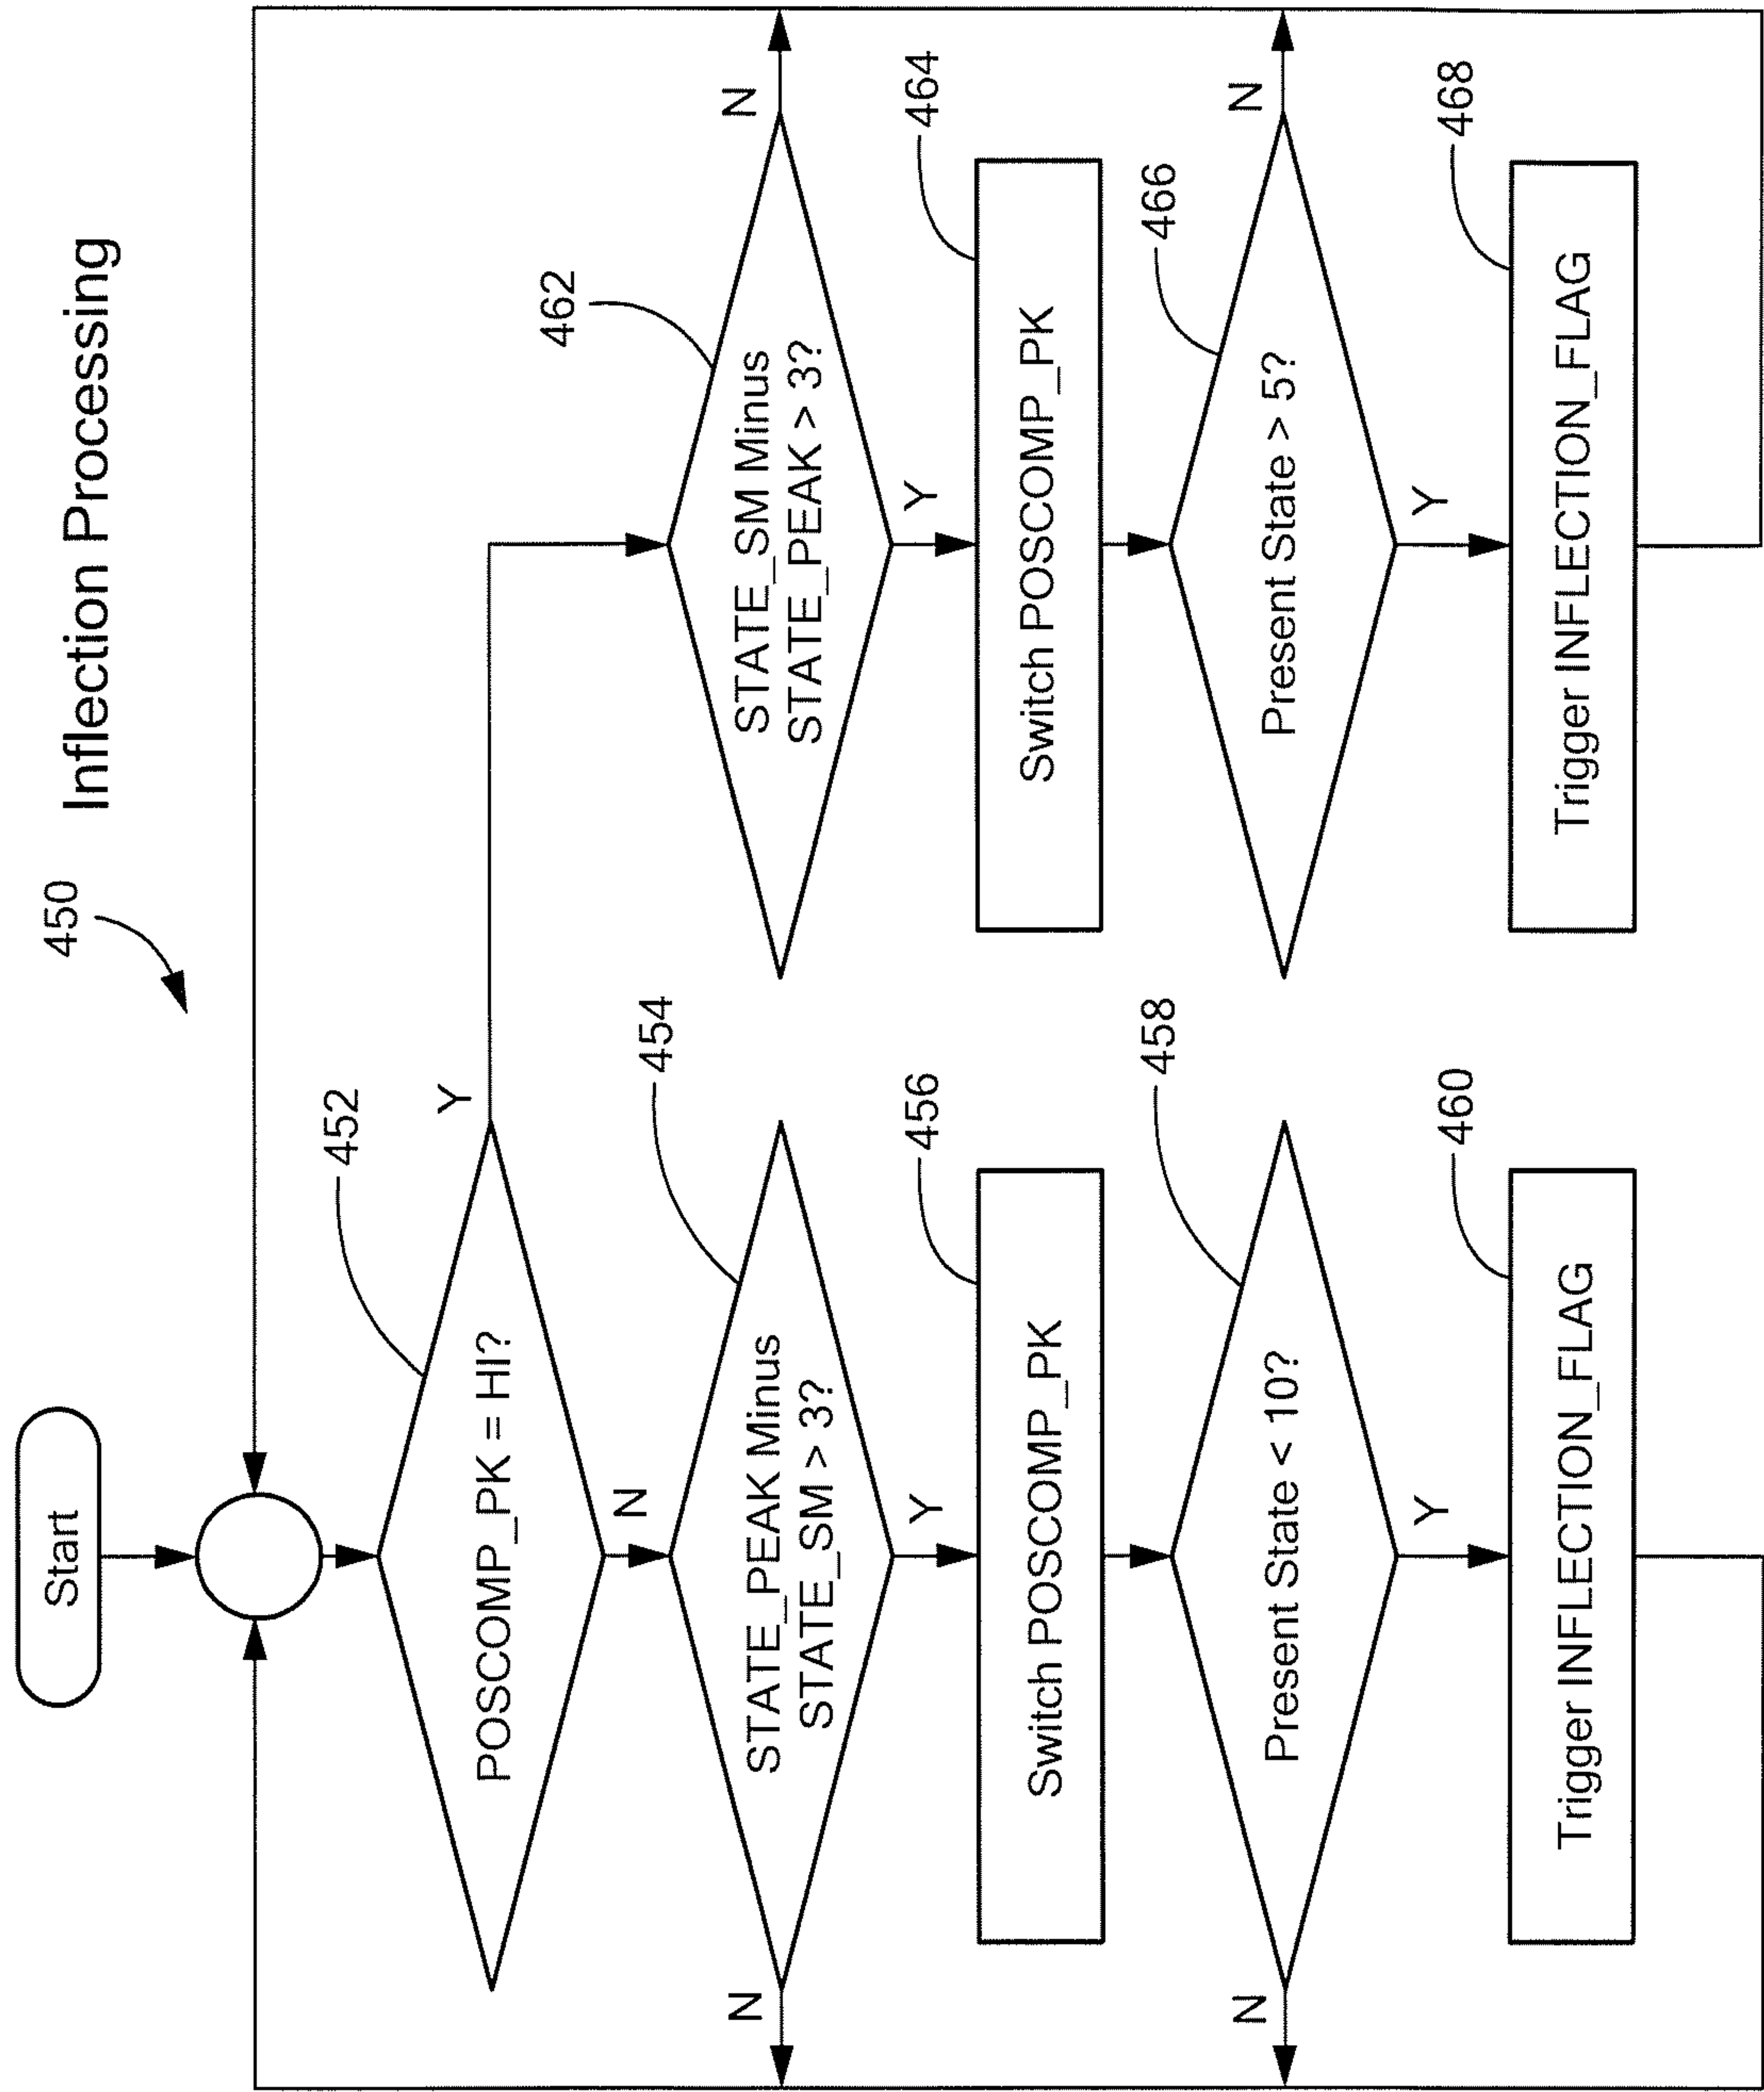 450
Inflection Processing
Start
452
POSCOMP_PK = HI?
Y
N
454
STATE_PEAK Minus
STATE_SM > 3?
N
Y
456
Switch POSCOMP_PK
458
Present State < 10?
N
Y
460
Trigger INFLECTION_FLAG
462
STATE_SM Minus
STATE_PEAK > 3?
N
Y
464
Switch POSCOMP_PK
466
Present State > 5?
N
Y
468
Trigger INFLECTION_FLAG